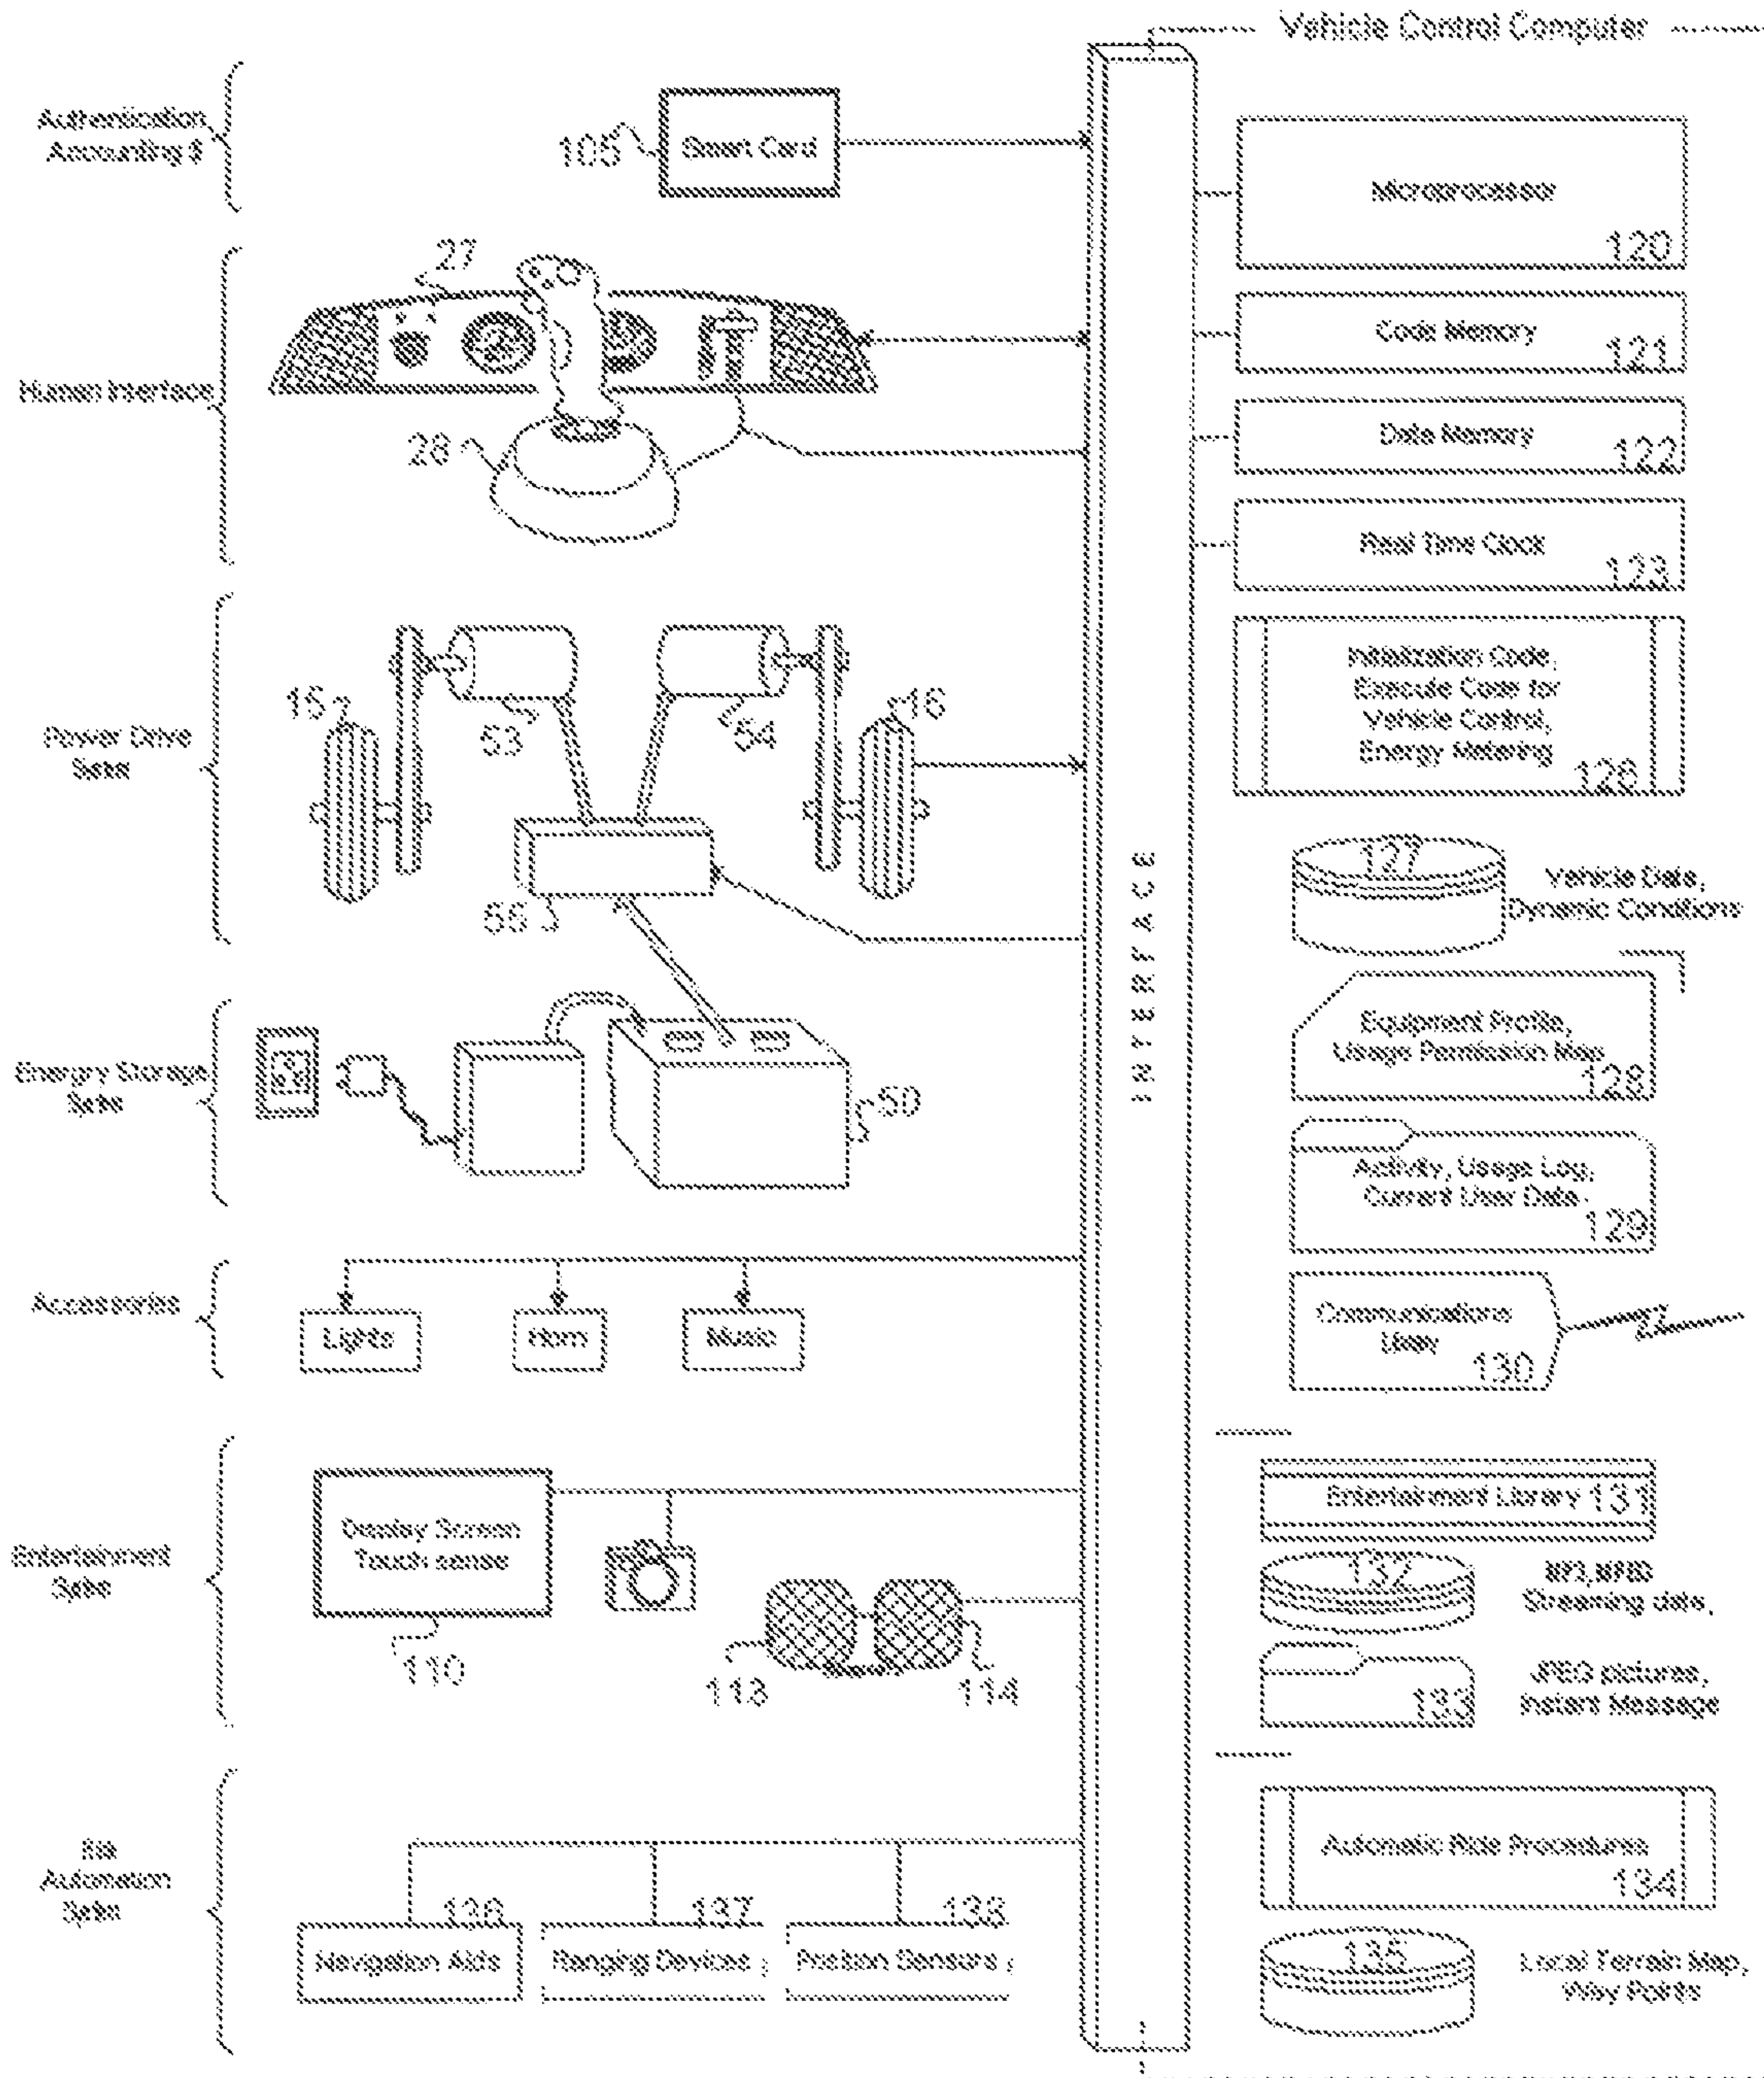 Vehicle Control Computer
Authentication
Accounting $
105
Smart Card
Microprocessor
120
Code Memory
121
Data Memory
122
Real Time Clock
123
Human Interface
27
28
Power Drive
15
53
54
16
Initialization Code,
Execute Code for
Vehicle Control,
Energy Metering
126
INTERFACE
127
Vehicle Data,
Dynamic Conditions
Equipment Profile,
Usage Permission Map
128
Energry Storage
50
Activity, Usage Log,
Current User Data
129
Accessories
Lights
Horn
Music
Communications
130
Entertainment
Display Screen
Touch sense
110
113
114
Entertainment Library 131
132
Streaming data,
133
JPEG pictures,
Instant Message
Automation
136
137
138
Navigation Aids
Ranging Devices
Position Sensors
Automatic Ride Procedures
134
135
Local Terrain Map,
Way Points